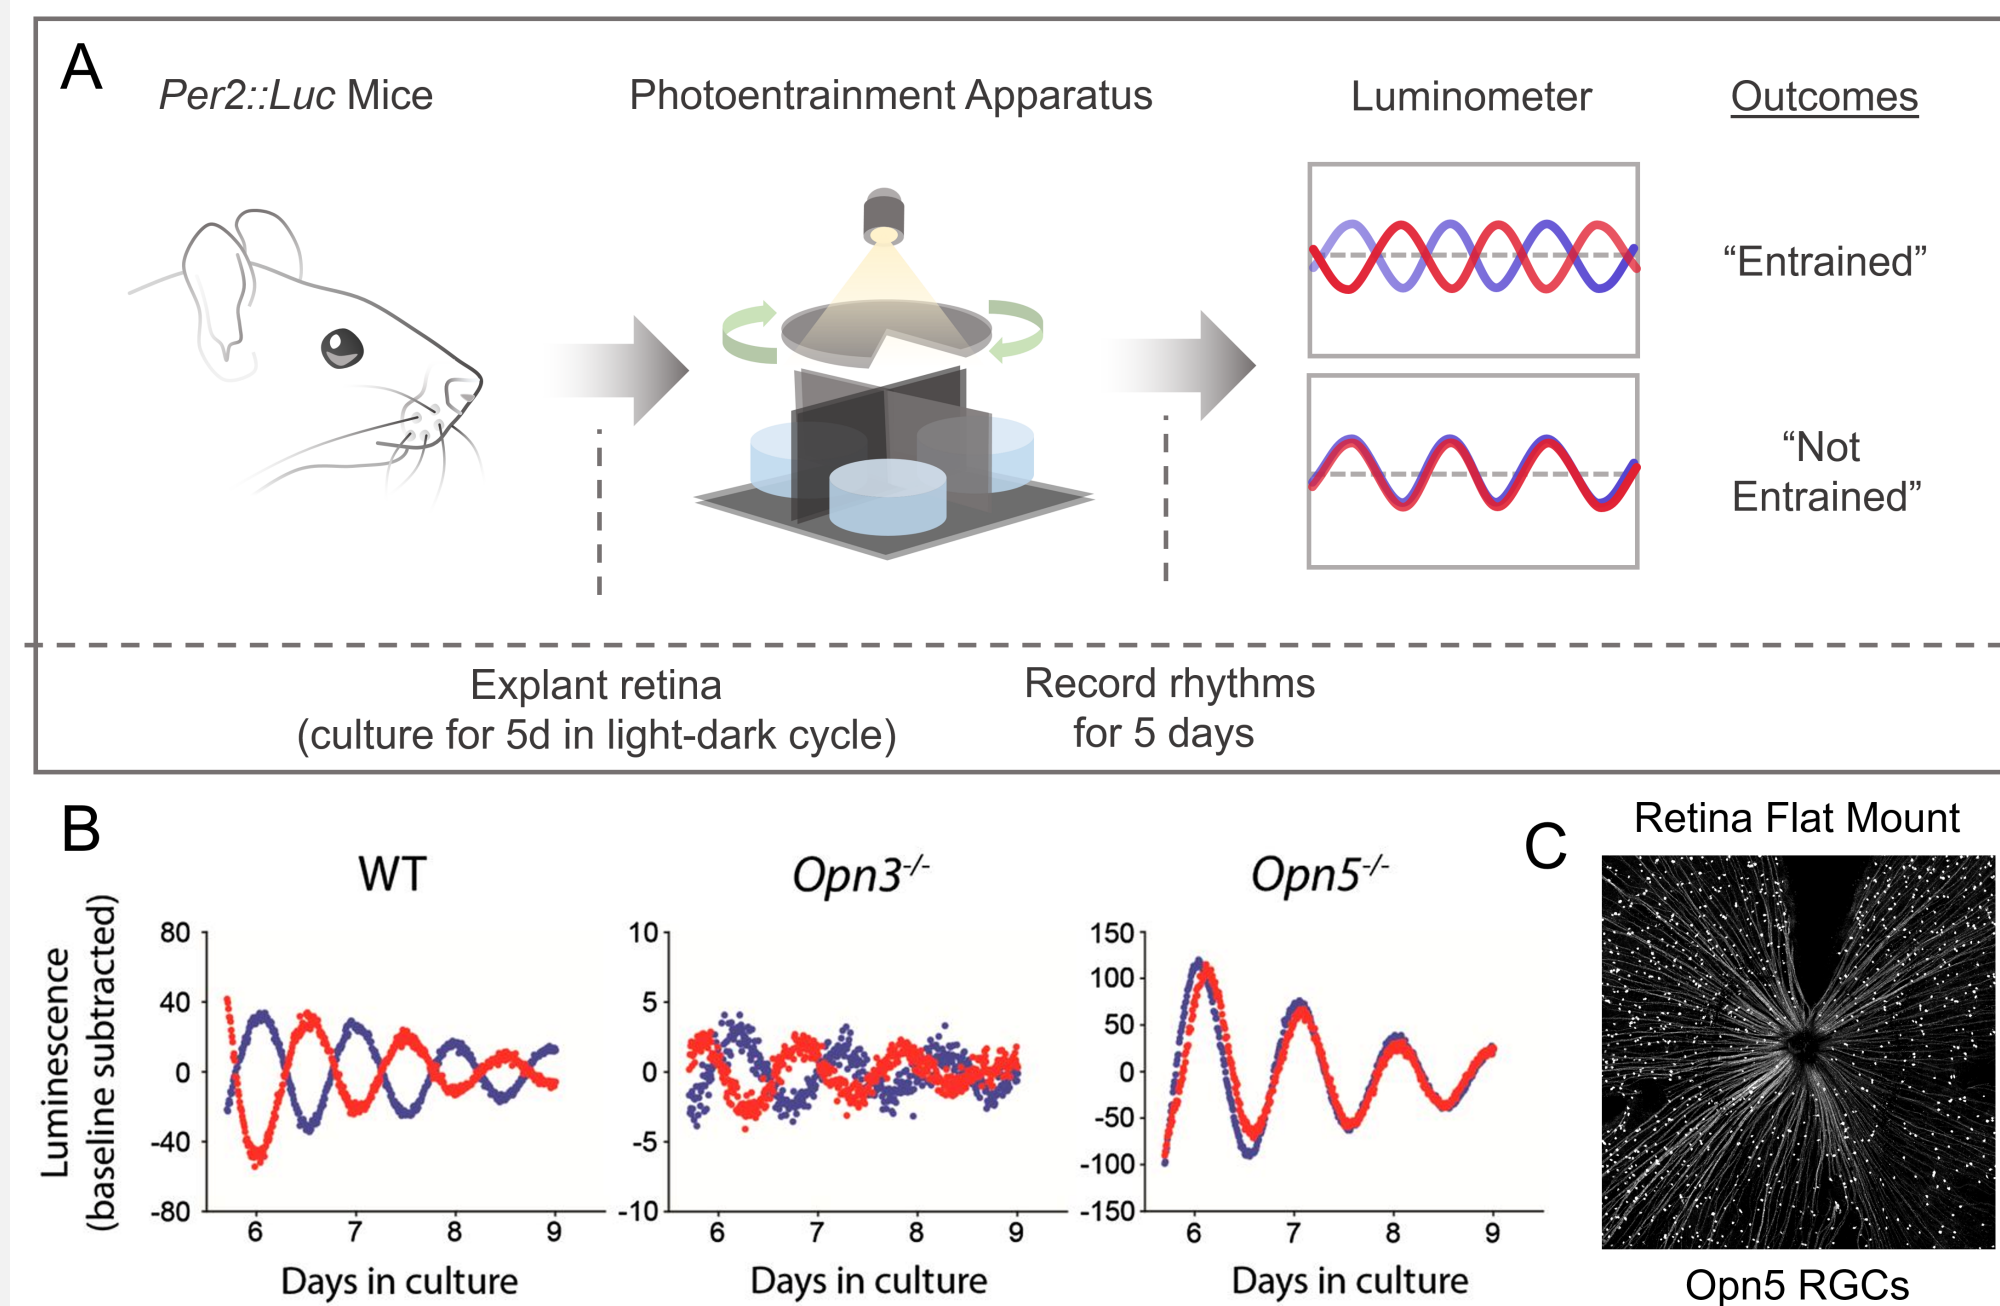 A
Per2::Luc Mice
Photoentrainment Apparatus
Luminometer
Outcomes
“Entrained”
“Not
Entrained”
Explant retina
(culture for 5d in light-dark cycle)
Record rhythms
for 5 days
B
WT
Luminescence
(baseline subtracted)
80
40
0
-40
-80
6 7 8 9
Days in culture
Opn3-/-
10
5
0
-5
-10
6 7 8 9
Days in culture
Opn5-/-
150
100
50
0
-50
-100
-150
6 7 8 9
Days in culture
C
Retina Flat Mount
Opn5 RGCs